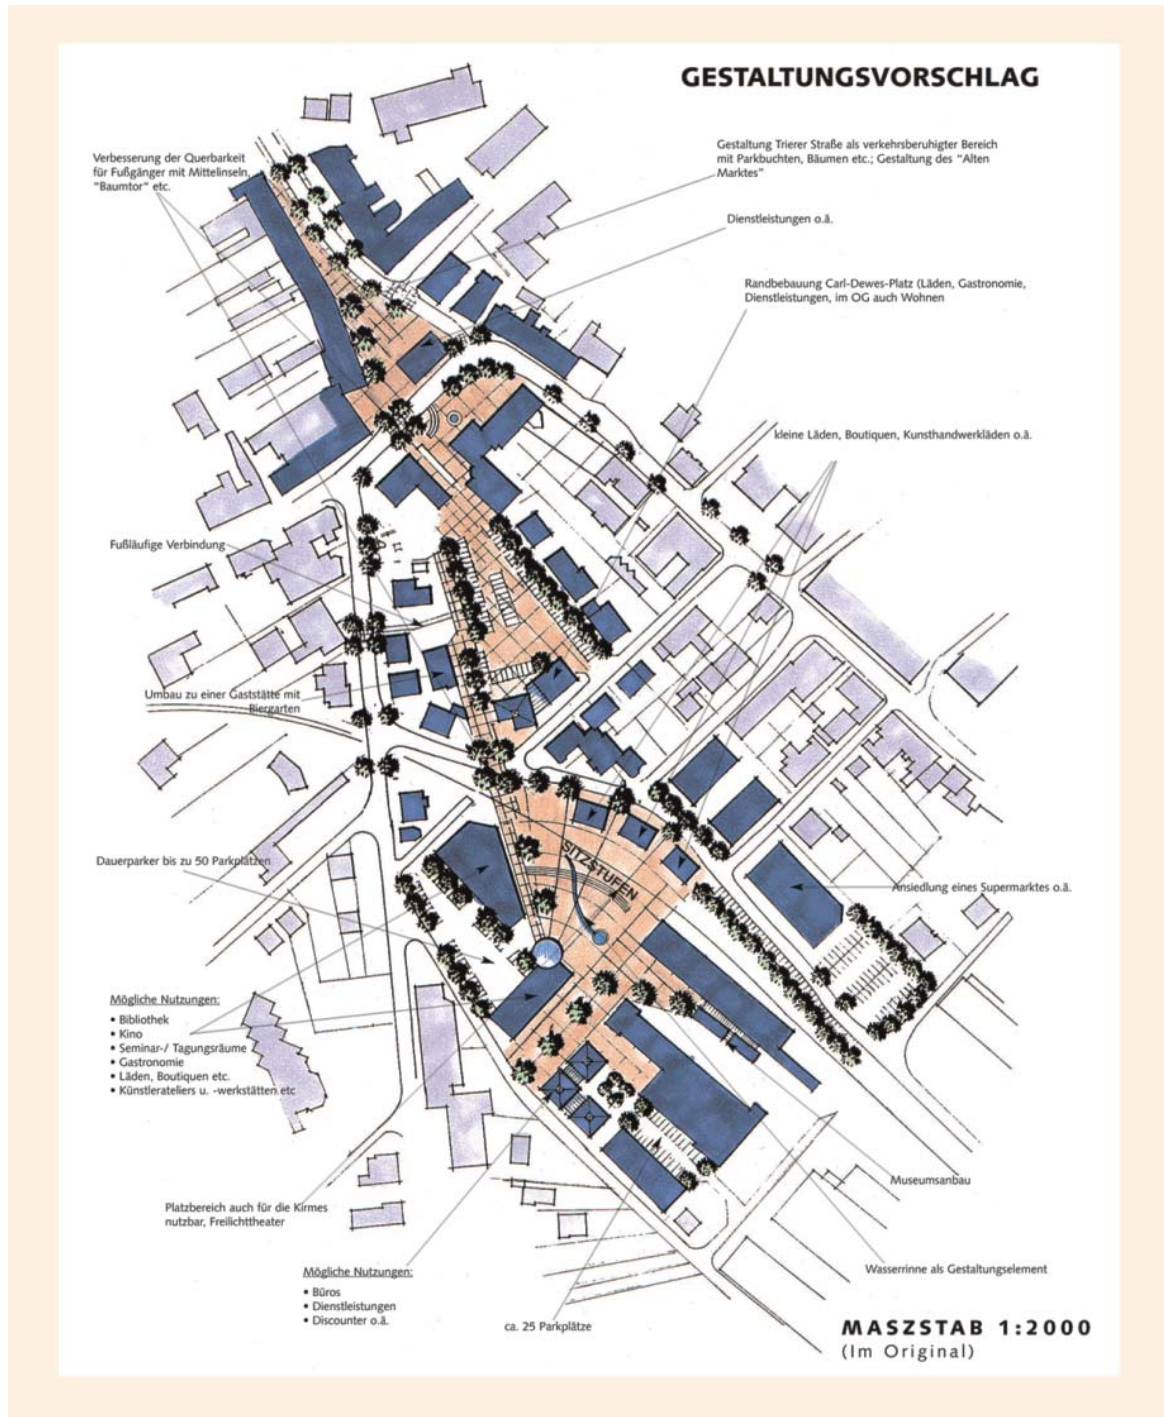 GESTALTUNGSVORSCHLAG
Verbesserung der Querbarkeit
für Fußgänger mit Mittelinseln,
"Baumtor" etc.
Gestaltung Trierer Straße als verkehrsberuhigter Bereich
mit Parkbuchten, Bäumen etc.; Gestaltung des "Alten
Marktes"
Dienstleistungen o.ä.
Randbebauung Carl-Dewes-Platz (Läden, Gastronomie,
Dienstleistungen, im OG auch Wohnen
kleine Läden, Boutiquen, Kunsthandwerkläden o.ä.
Fußläufige Verbindung
Umbau zu einer Gaststätte mit
Biergarten
SITZSTUFEN
Dauerparker bis zu 50 Parkplätzen
Ansiedlung eines Supermarktes o.ä.
Mögliche Nutzungen:
• Bibliothek
• Kino
• Seminar-/ Tagungsräume
• Gastronomie
• Läden, Boutiquen etc.
• Künstlerateliers u. -werkstätten etc
Museumsanbau
Platzbereich auch für die Kirmes
nutzbar, Freilichttheater
Wasserrinne als Gestaltungselement
Mögliche Nutzungen:
• Büros
• Dienstleistungen
• Discounter o.ä.
ca. 25 Parkplätze
MASZSTAB 1:2000
(Im Original)